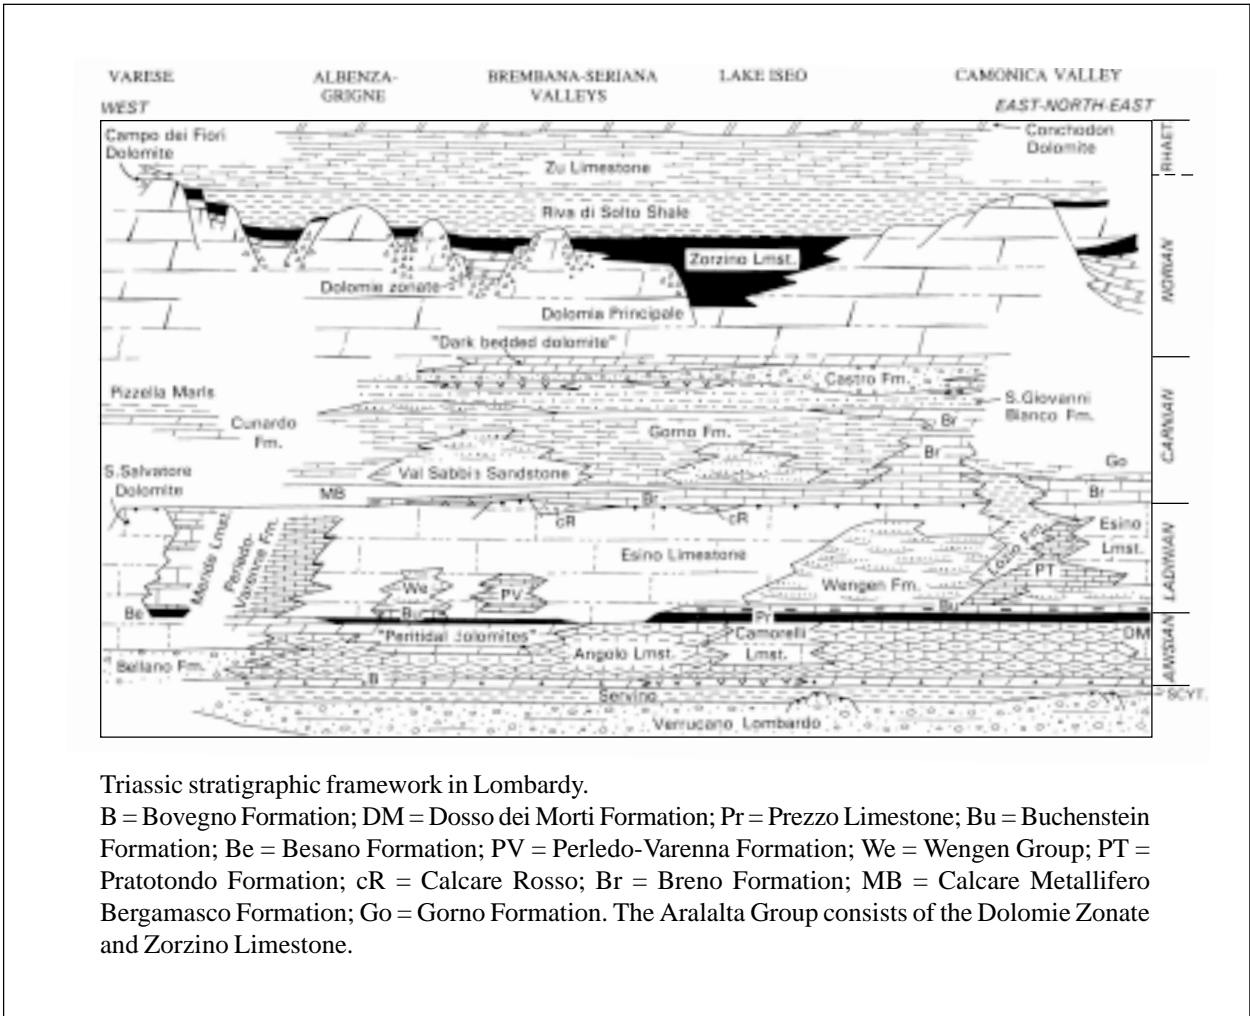 VARESE
ALBENZA-
GRIGNE
BREMBANA-SERIANA
VALLEYS
LAKE ISEO
CAMONICA VALLEY
WEST
EAST-NORTH-EAST
Campo dei Fiori
Dolomite
Conchodon
Dolomite
RHAET.
Zu Limestone
Riva di Solto Shale
Zorzino Lmst.
NORIAN
Dolomie zonate
Dolomia Principale
"Dark bedded dolomite"
Castro Fm.
Pizzella Marls
S.Giovanni
Bianco Fm.
Br
Cunardo
Fm.
Gorno Fm.
CARNIAN
Br
Go
S.Salvatore
Dolomite
Val Sabbia Sandstone
MB
Br
Br
cR
cR
Meride Lmst.
Perledo-
Varenna Fm.
Esino Limestone
Lozio Fm.
Esino
Lmst.
LADINIAN
We
PV
Wengen Fm.
PT
Be
Bu
Bu
Pr
"Peritidal dolomites"
Camorelli
Lmst.
DM
ANISIAN
Bellano Fm.
Angolo Lmst.
B
Servino
SCYT.
Verrucano Lombardo
Triassic stratigraphic framework in Lombardy.
B = Bovegno Formation; DM = Dosso dei Morti Formation; Pr = Prezzo Limestone; Bu = Buchenstein
Formation; Be = Besano Formation; PV = Perledo-Varenna Formation; We = Wengen Group; PT =
Pratotondo Formation; cR = Calcare Rosso; Br = Breno Formation; MB = Calcare Metallifero
Bergamasco Formation; Go = Gorno Formation. The Aralalta Group consists of the Dolomie Zonate
and Zorzino Limestone.